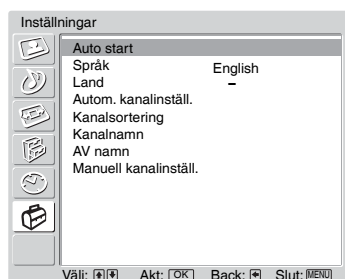 Inställningar
Auto start
Språk English
Land –
Autom. kanalinställ.
Kanalsortering
Kanalnamn
AV namn
Manuell kanalinställ.
Välj: Akt: OK Back: Slut: MENU